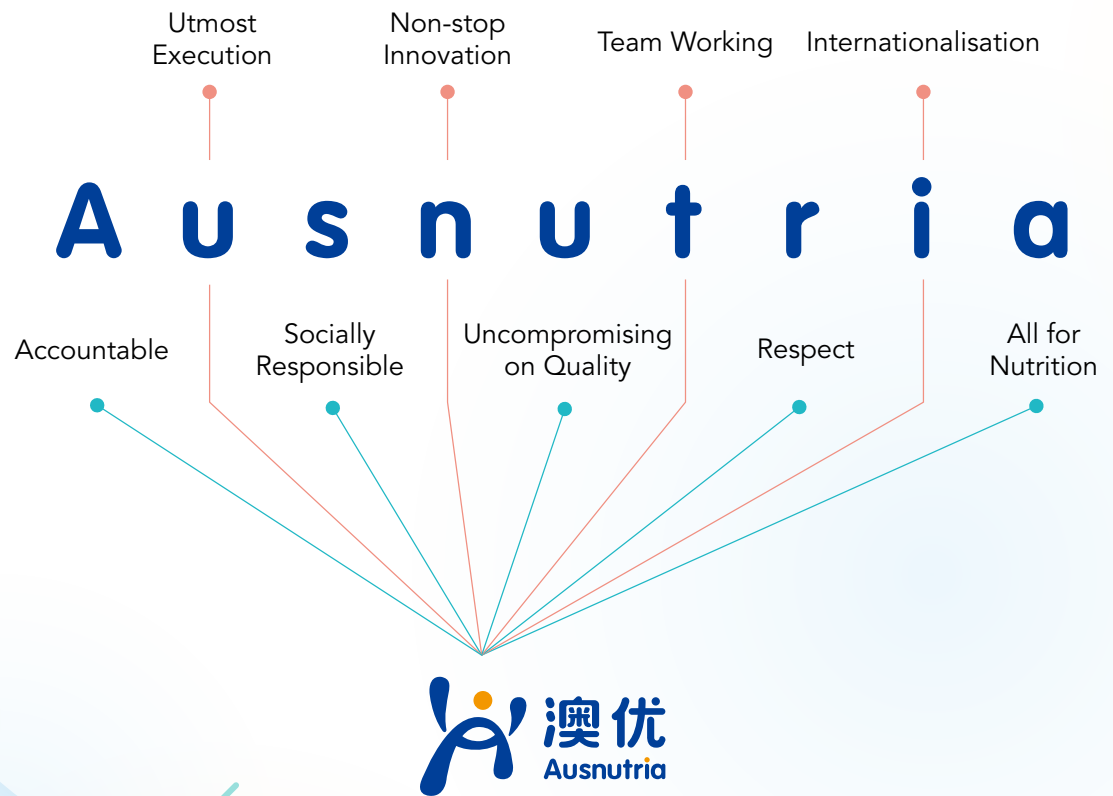 Utmost
Execution
Non-stop
Innovation
Team Working
Internationalisation
Ausnutria
Accountable
Socially
Responsible
Uncompromising
on Quality
Respect
All for
Nutrition
澳优
Ausnutria